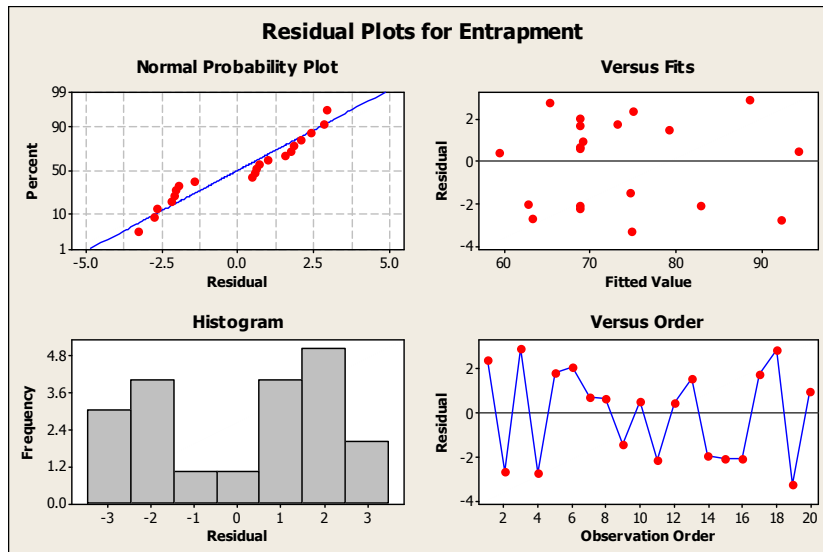 Residual Plots for Entrapment
Normal Probability Plot
99
90
50
10
1
Percent
-5.0 -2.5 0.0 2.5 5.0
Residual
Versus Fits
2
0
-2
-4
Residual
60 70 80 90
Fitted Value
Histogram
4.8
3.6
2.4
1.2
0.0
Frequency
-3 -2 -1 0 1 2 3
Residual
Versus Order
2
0
-2
-4
Residual
2 4 6 8 10 12 14 16 18 20
Observation Order